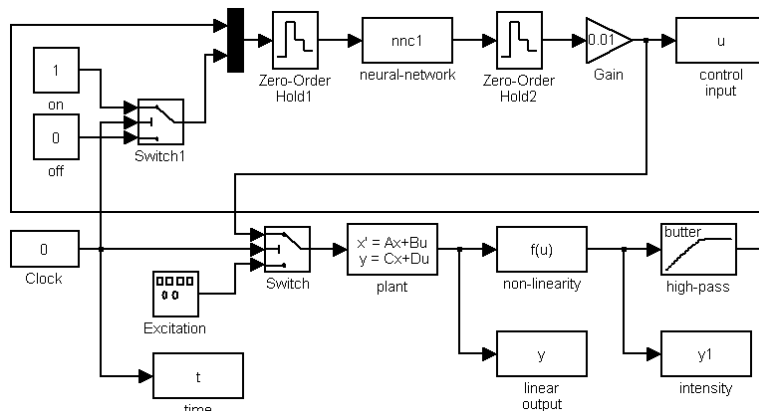 1
on
0
off
Switch1
Zero-Order
Hold1
nnc1
neural-network
Zero-Order
Hold2
0.01
Gain
u
control
input
0
Clock
Excitation
Switch
x' = Ax+Bu
y = Cx+Du
plant
f(u)
non-linearity
butter
high-pass
t
time
y
linear
output
y1
intensity